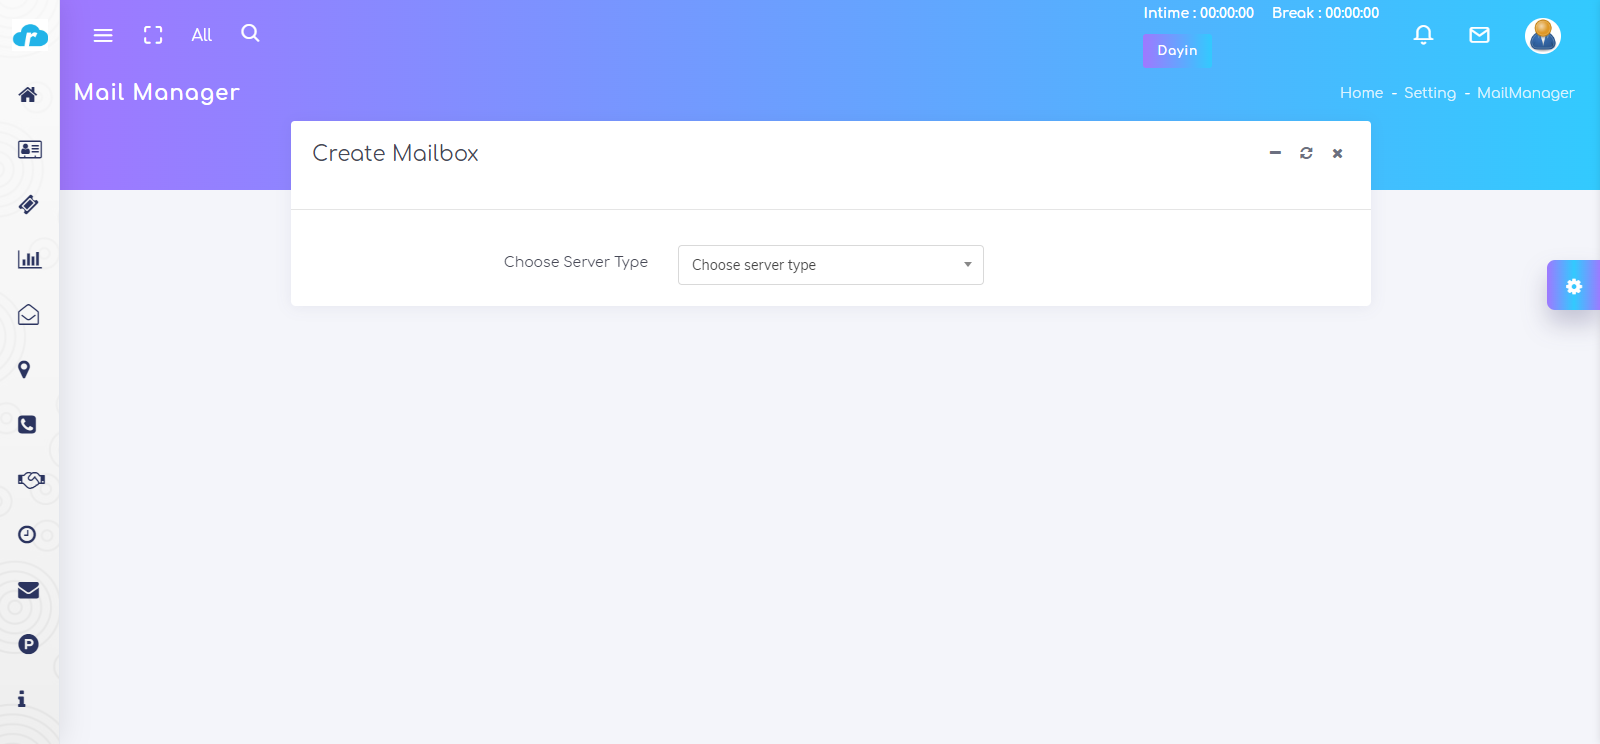 Intime : 00:00:00 Break : 00:00:00
All
Dayin
Mail Manager
Home - Setting - MailManager
Create Mailbox
Choose Server Type
Choose server type